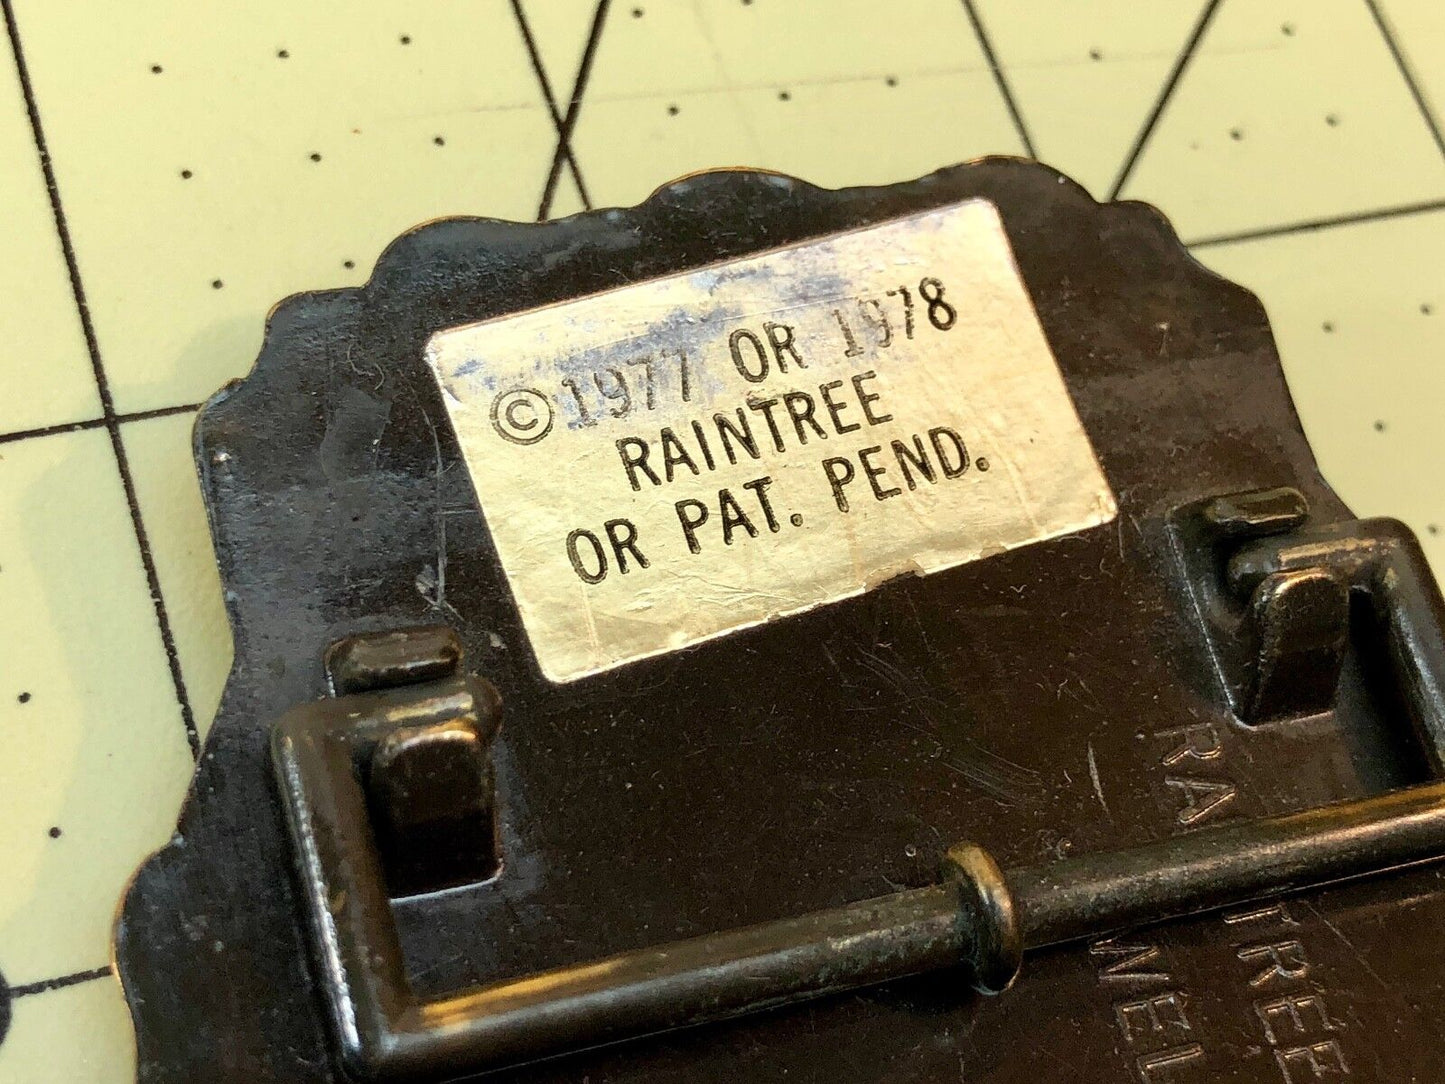 ©1977 OR 1978
RAINTREE
OR PAT. PEND.